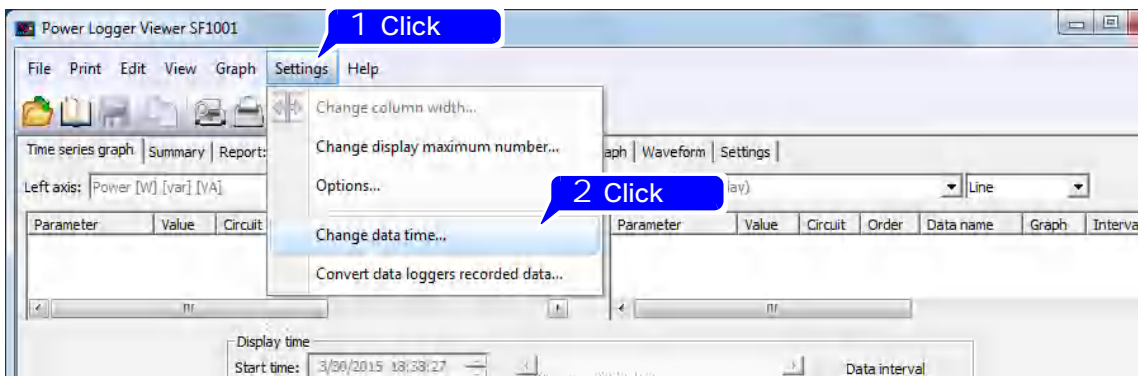 Power Logger Viewer SF1001
1 Click
File Print Edit View Graph Settings Help
Change column width...
Time series graph Summary Report: Change display maximum number... aph Waveform Settings
Left axis: Power [W] [var] [VA] Options... 2 Click lay) Line
Parameter Value Circuit Change data time... Parameter Value Circuit Order Data name Graph Interva
Convert data loggers recorded data...
Display time
Start time: 3/30/2015 18:38:27 Data interval